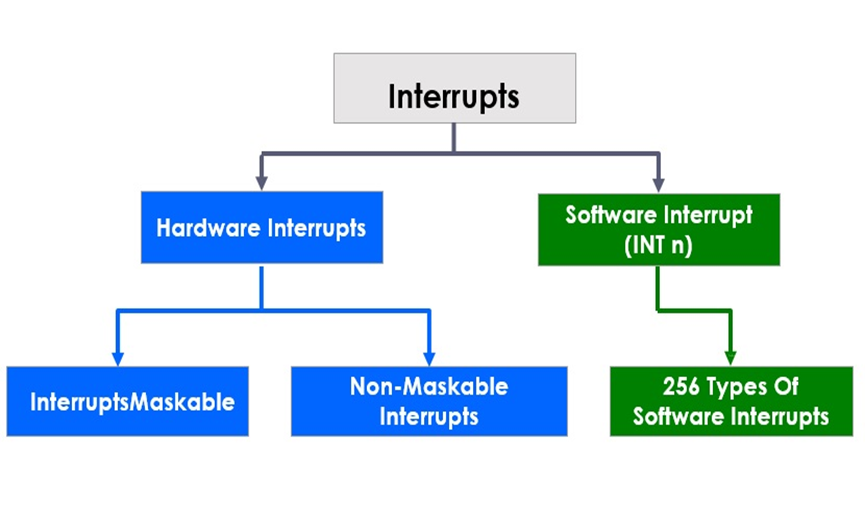 Interrupts
Hardware Interrupts
Software Interrupt
(INT n)
InterruptsMaskable
Non-Maskable
Interrupts
256 Types Of
Software Interrupts